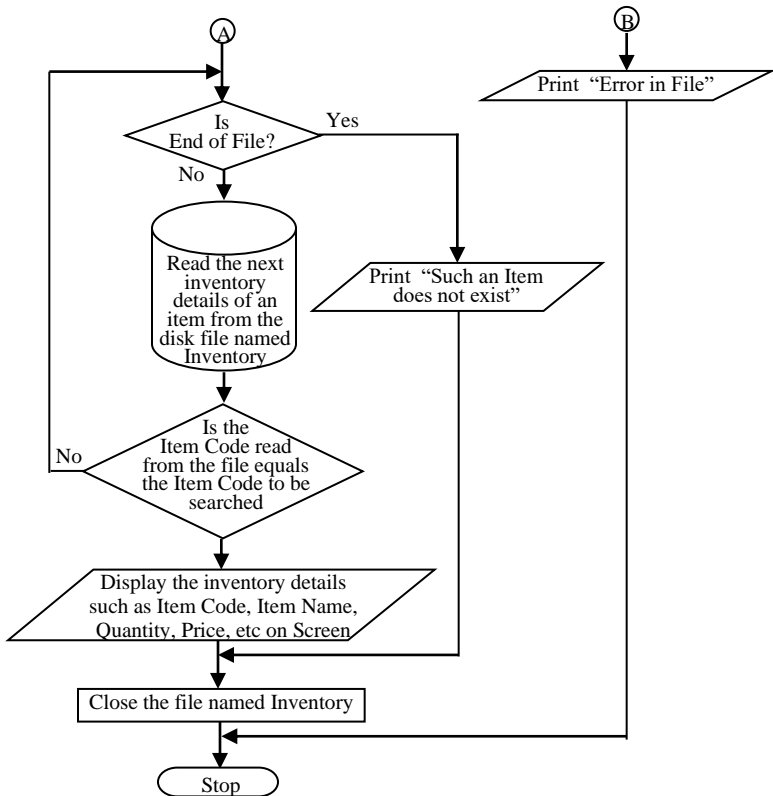 A
B
Print “Error in File”
Is
End of File?
Yes
No
Read the next
inventory
details of an
item from the
disk file named
Inventory
Print “Such an Item
does not exist”
Is the
Item Code read
from the file equals
the Item Code to be
searched
No
Display the inventory details
such as Item Code, Item Name,
Quantity, Price, etc on Screen
Close the file named Inventory
Stop